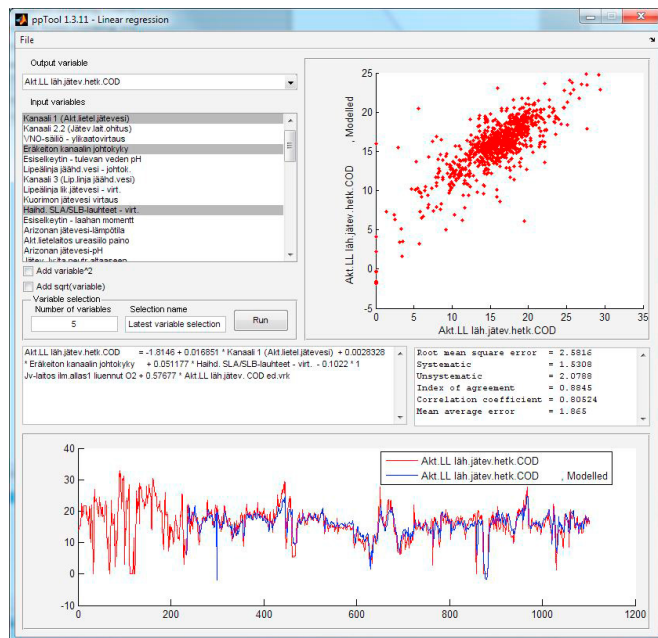 ppTool 1.3.11 - Linear regression
File
Output variable
Akt.LL läh.jätev.hetk.COD
Input variables
Kanaali 1 (Akt.lietel.jätevesi)
Kanaali 2.2 (Jätev.lait.ohitus)
VNO-säiliö - ylikaatovirtaus
Eräkeiton kanaalin johtokyky
Esiselkeytin - tulevan veden pH
Lipeälinja jäähd.vesi - johtok.
Kanaali 3 (Lip.linja jäähd.vesi)
Lipeälinja lik.jätevesi - virt.
Kuorimon jätevesi virtaus
Haihd. SLA/SLB-lauhteet - virt.
Esiselkeytin - laahan momentt
Arizonan jätevesi-lämpötila
Akt.lietelaitos ureasiilo paino
Arizonan jätevesi-pH
Add variable^2
Add sqrt(variable)
Variable selection
Number of variables
Selection name
5
Latest variable selection
Run
25
20
15
10
5
0
-5
0
5
10
15
20
25
30
35
Akt.LL läh.jätev.hetk.COD , Modelled
Akt.LL läh.jätev.hetk.COD
Akt.LL läh.jätev.hetk.COD = -1.8146 + 0.016851 * Kanaali 1 (Akt.lietel.jätevesi) + 0.0028328
* Eräkeiton kanaalin johtokyky + 0.051177 * Haihd. SLA/SLB-lauhteet - virt. - 0.1022 * 1
Jv-laitos ilm.allas1 liuennut O2 + 0.57677 * Akt.LL läh.jätev. COD ed.vrk
Root mean square error = 2.5816
Systematic = 1.5308
Unsystematic = 2.0788
Index of agreement = 0.8845
Correlation coefficient = 0.80524
Mean average error = 1.865
40
30
20
10
0
-10
0
200
400
600
800
1000
1200
Akt.LL läh.jätev.hetk.COD
Akt.LL läh.jätev.hetk.COD , Modelled